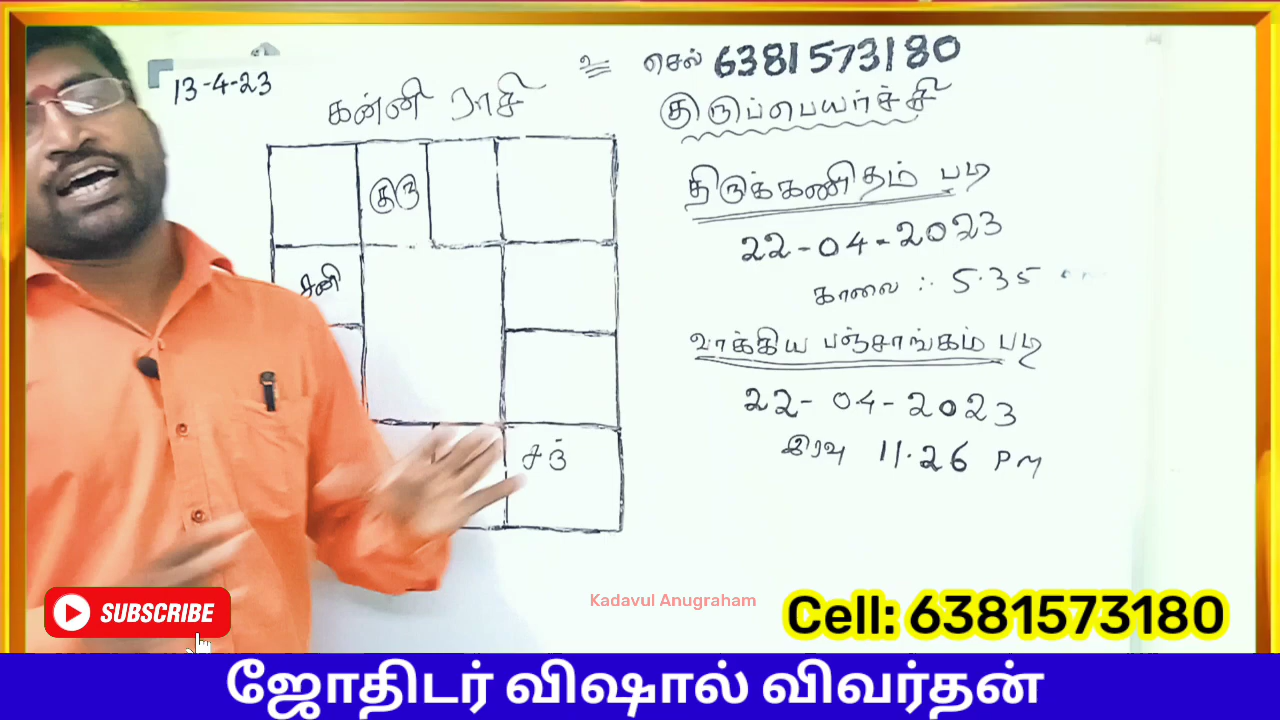 13-4-23
௨
செல் 6381573180
கன்னி ராசி
குருப்பெயர்ச்சி
குரு
சனி
சந்
திருக்கணிதம் படி
22-04-2023
காலை : 5.35
வாக்கிய பஞ்சாங்கம் படி
22-04-2023
இரவு 11.26 PM
SUBSCRIBE
Kadavul Anugraham
Cell: 6381573180
ஜோதிடர் விஷால் விவர்தன்